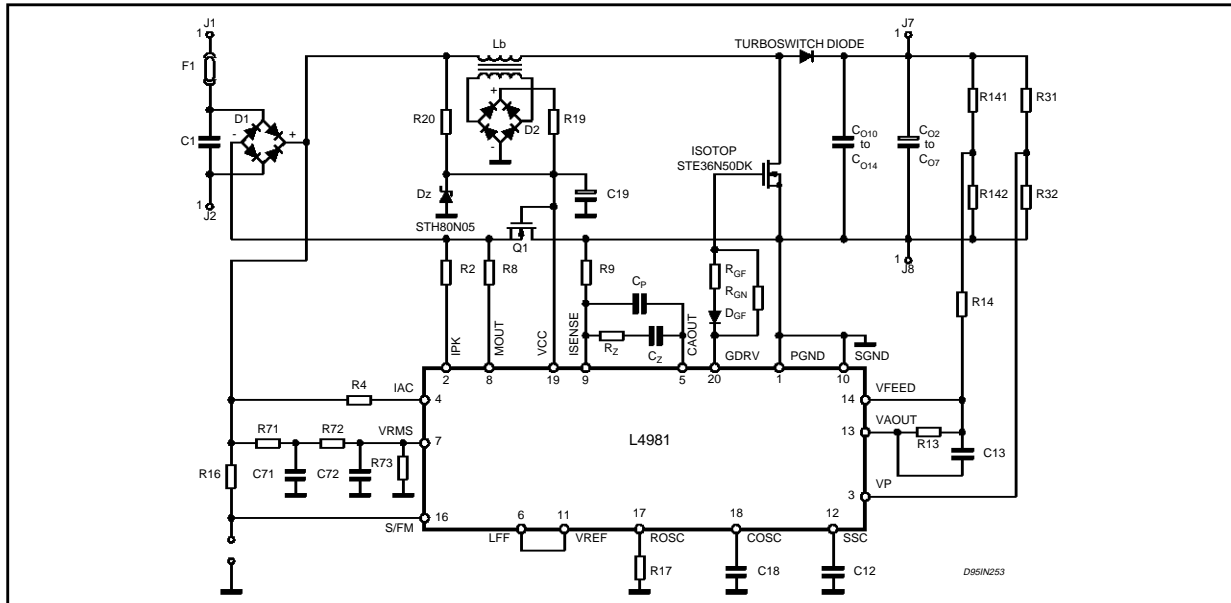 J1
1
F1
C1
1
J2
D1
-
+
Lb
+
-
D2
R20
R19
Dz
C19
STH80N05
Q1
TURBOSWITCH DIODE
J7
1
ISOTOP
STE36N50DK
CO10
to
CO14
CO2
to
CO7
R141
R31
R142
R32
1
J8
R2
R8
R9
CP
RZ
CZ
RGF
RGN
DGF
R14
IPK
MOUT
VCC
ISENSE
CAOUT
GDRV
PGND
SGND
2
8
19
9
5
20
1
10
R4
IAC
4
R71
R72
VRMS
7
R16
C71
C72
R73
S/FM
16
L4981
14
VFEED
13
VAOUT
R13
C13
3
VP
6
11
17
18
12
LFF
VREF
ROSC
COSC
SSC
R17
C18
C12
D95IN253